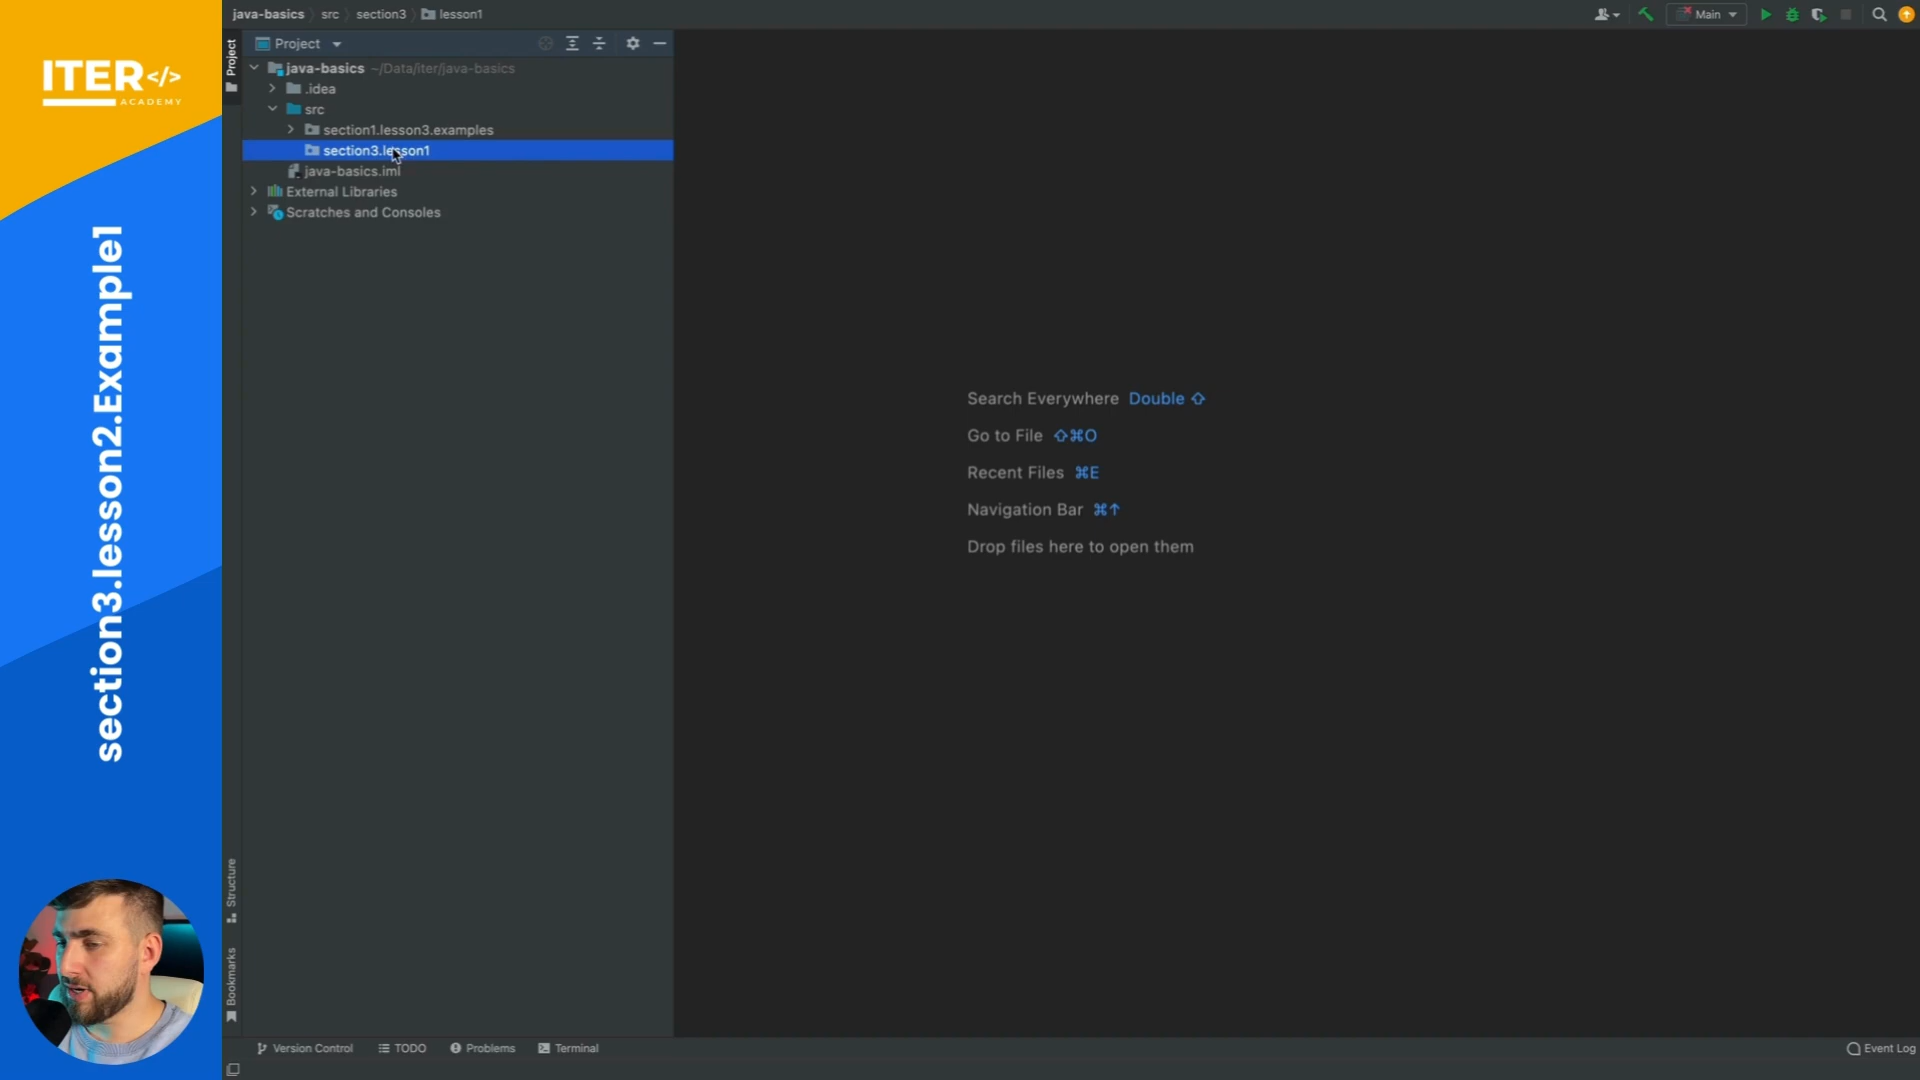 ITER</>
ACADEMY
section3.lesson2.Example1
java-basics src section3 lesson1
Main
Project
Project
java-basics ~/Data/iter/java-basics
.idea
src
section1.lesson3.examples
section3.lesson1
java-basics.iml
External Libraries
Scratches and Consoles
Search Everywhere Double ⇧
Go to File ⇧⌘O
Recent Files ⌘E
Navigation Bar ⌘↑
Drop files here to open them
Structure
Bookmarks
Version Control TODO Problems Terminal
Event Log